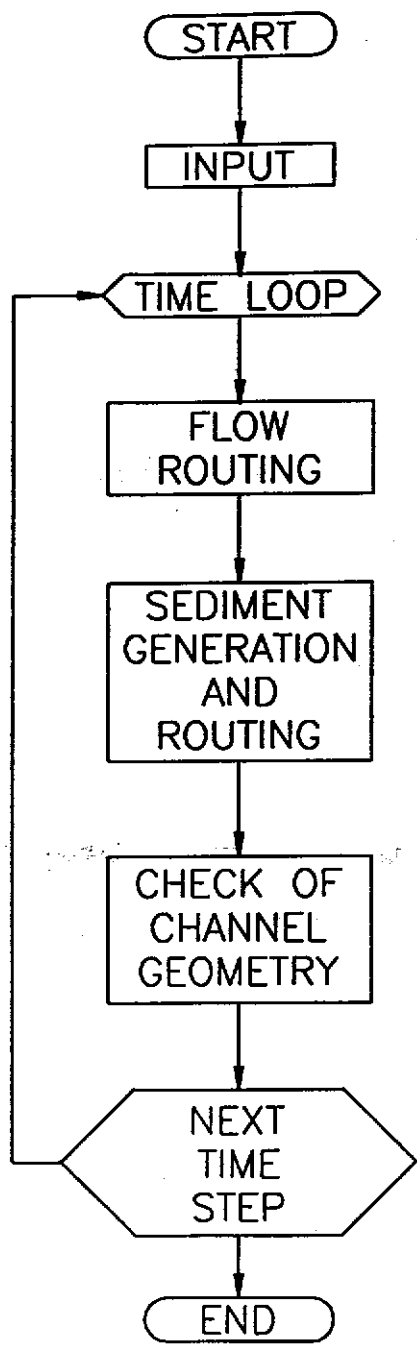 START
INPUT
TIME LOOP
FLOW
ROUTING
SEDIMENT
GENERATION
AND
ROUTING
CHECK OF
CHANNEL
GEOMETRY
NEXT
TIME
STEP
END